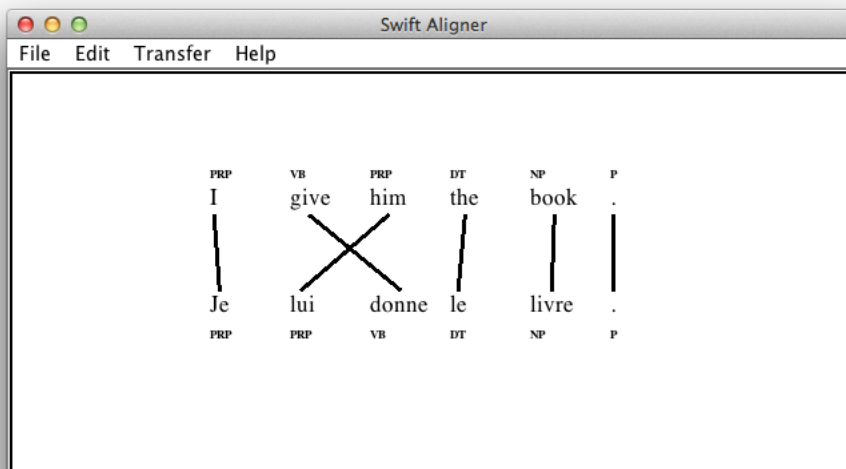 Swift Aligner
File Edit Transfer Help
PRP VB PRP DT NP P
I give him the book .
Je lui donne le livre .
PRP PRP VB DT NP P